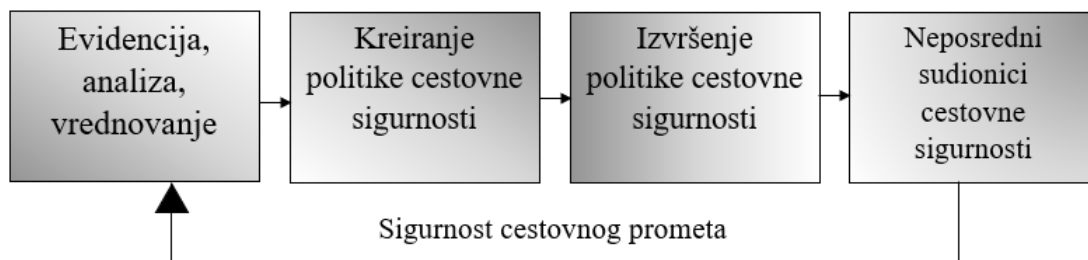 Evidencija,
analiza,
vrednovanje
Kreiranje
politike cestovne
sigurnosti
Izvršenje
politike cestovne
sigurnosti
Neposredni
sudionici
cestovne
sigurnosti
Sigurnost cestovnog prometa